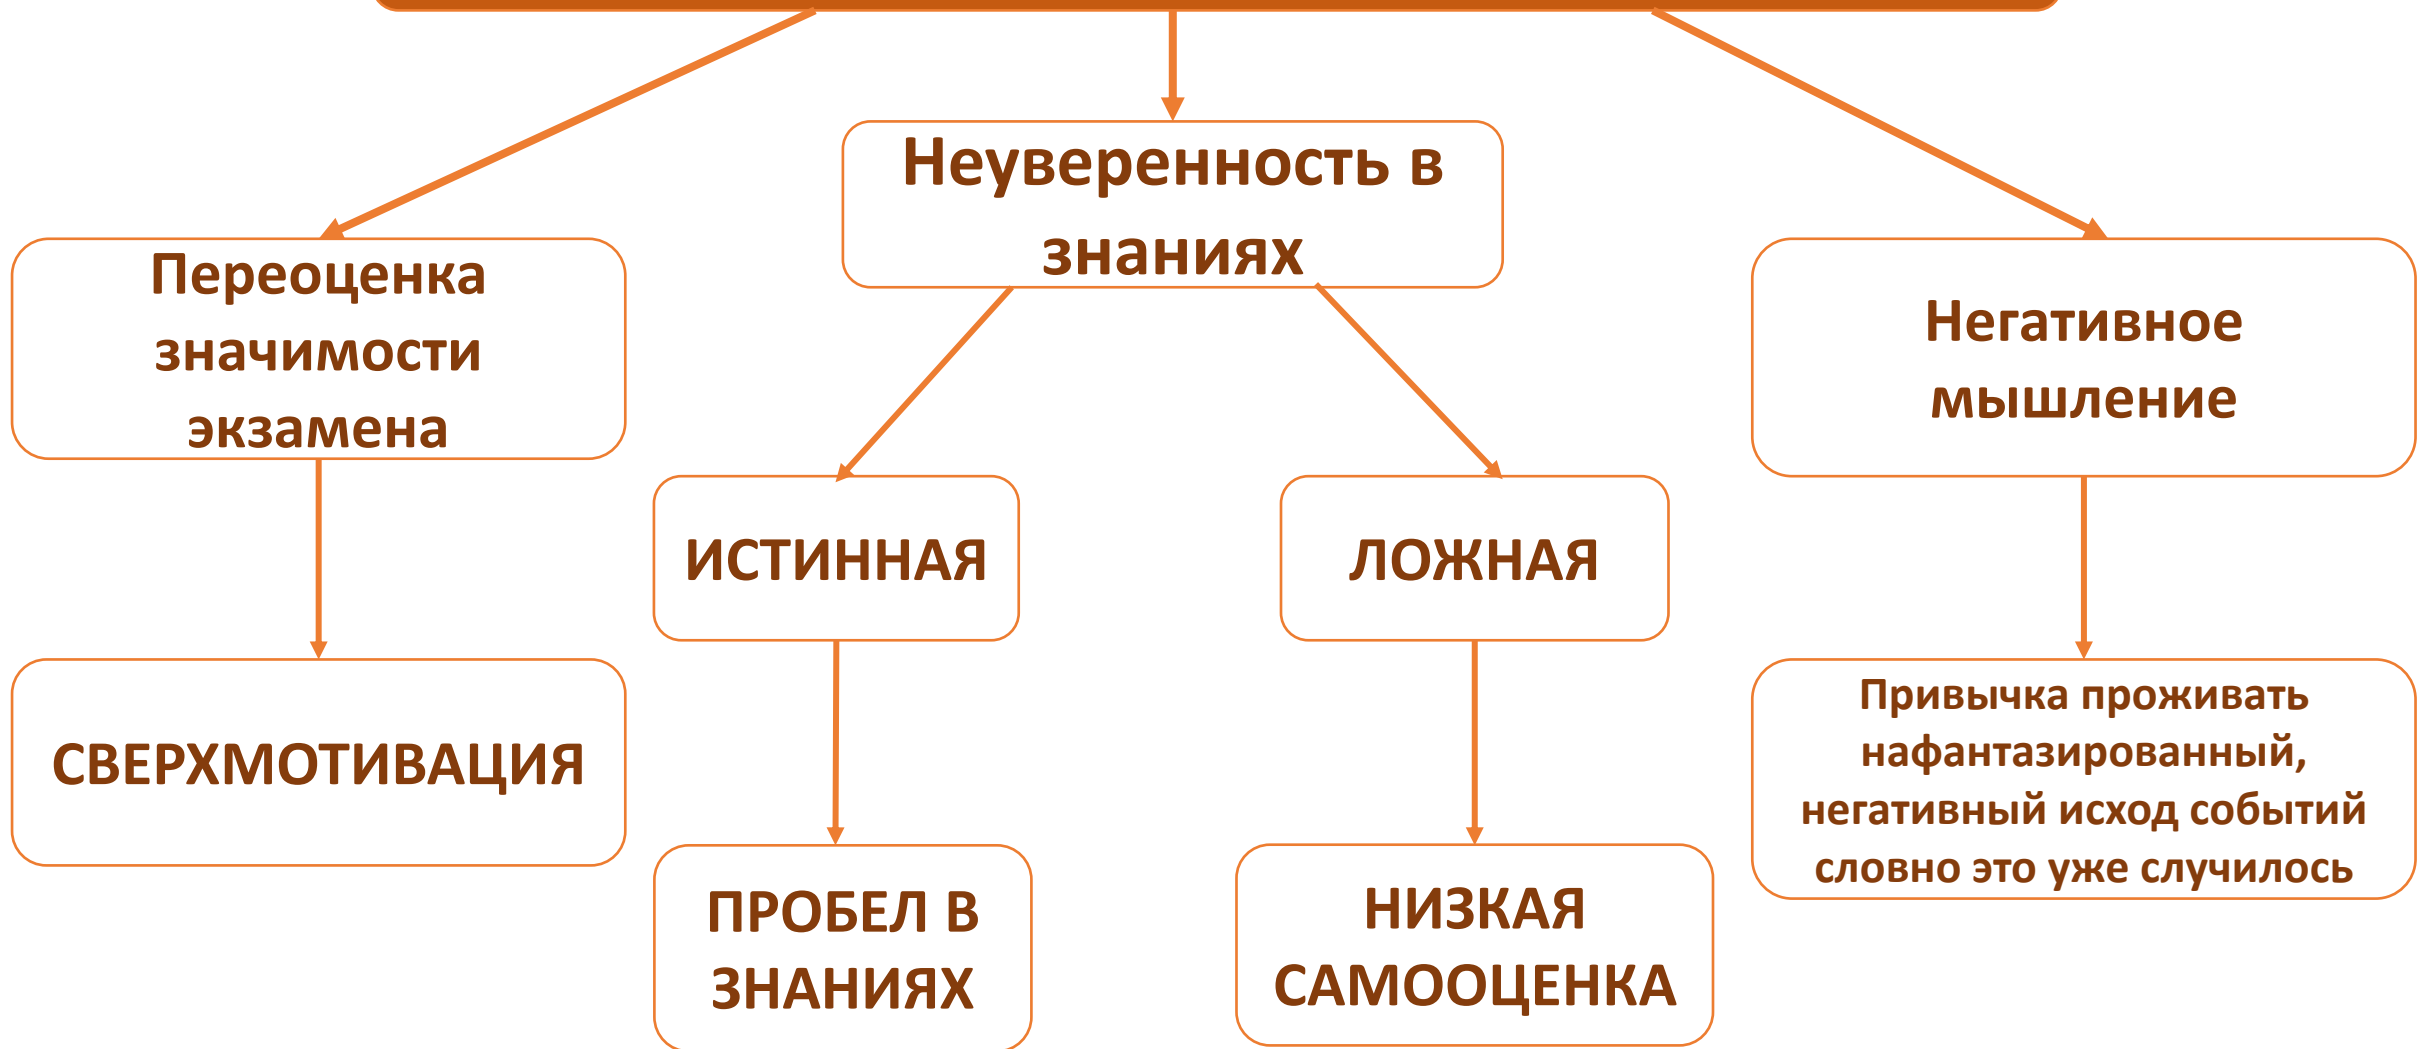 Неуверенность в
знаниях
Переоценка
значимости
экзамена
Негативное
мышление
ИСТИННАЯ
ЛОЖНАЯ
СВЕРХМОТИВАЦИЯ
Привычка проживать
нафантазированный,
негативный исход событий
словно это уже случилось
ПРОБЕЛ В
ЗНАНИЯХ
НИЗКАЯ
САМООЦЕНКА